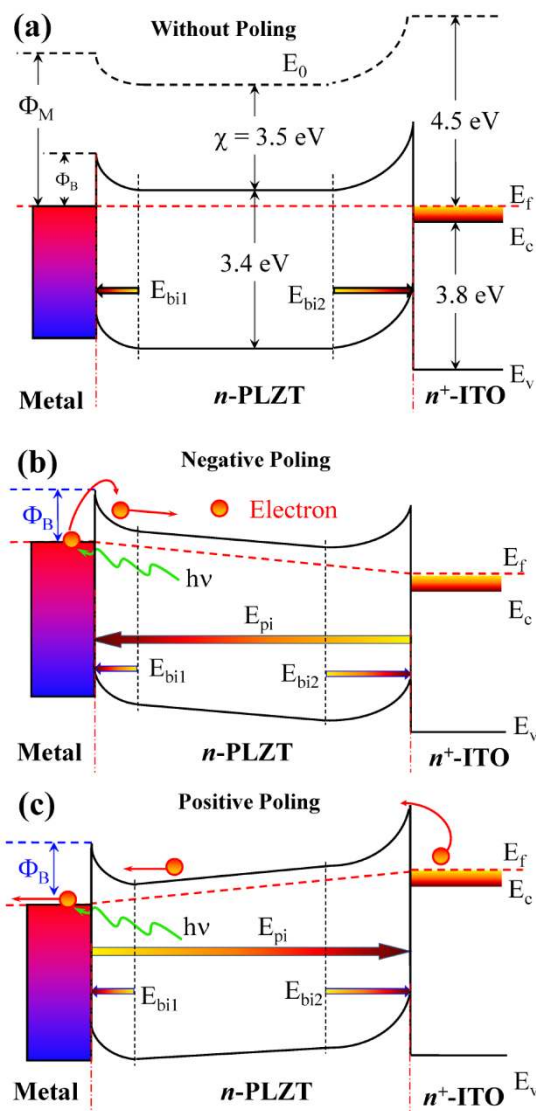 (a)
Without Poling
E₀
Φ_M
χ = 3.5 eV
4.5 eV
Φ_B
E_f
E_c
3.4 eV
3.8 eV
E_bi1
E_bi2
E_v
Metal
n-PLZT
n⁺-ITO
(b)
Negative Poling
Φ_B
Electron
hν
E_f
E_c
E_pi
E_bi1
E_bi2
E_v
Metal
n-PLZT
n⁺-ITO
(c)
Positive Poling
Φ_B
E_f
E_c
hν
E_pi
E_bi1
E_bi2
E_v
Metal
n-PLZT
n⁺-ITO